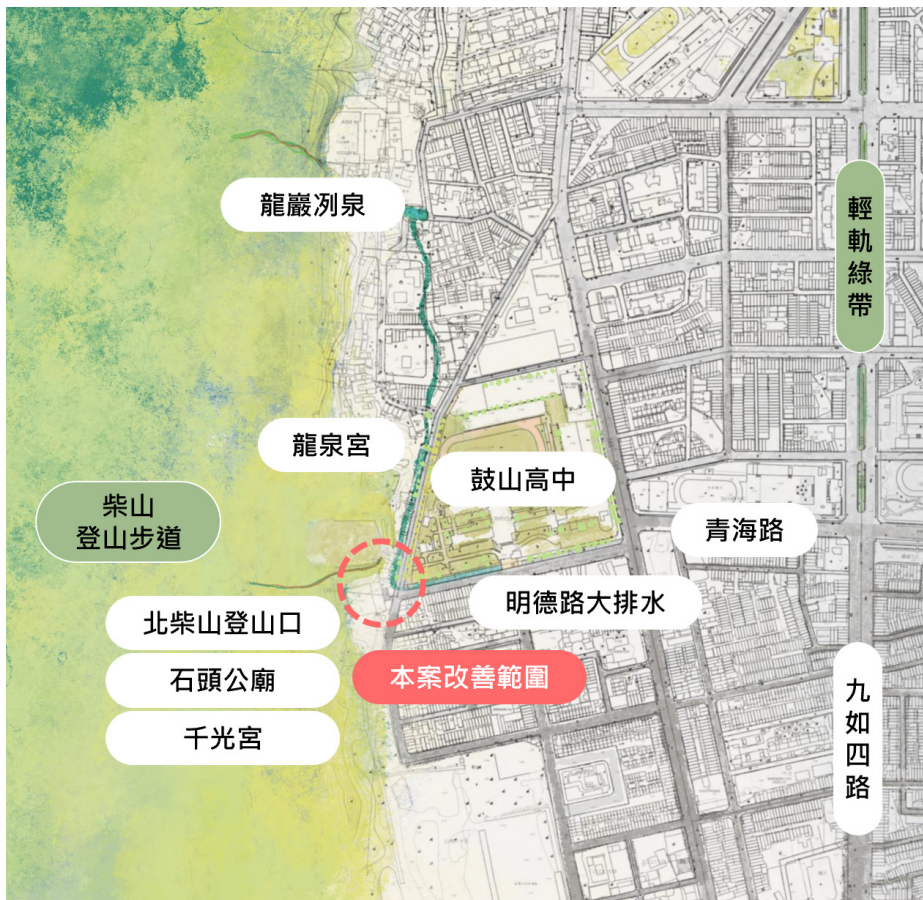 龍巖冽泉
輕軌綠帶
龍泉宮
鼓山高中
柴山
登山步道
青海路
明德路大排水
北柴山登山口
石頭公廟
本案改善範圍
千光宮
九如四路